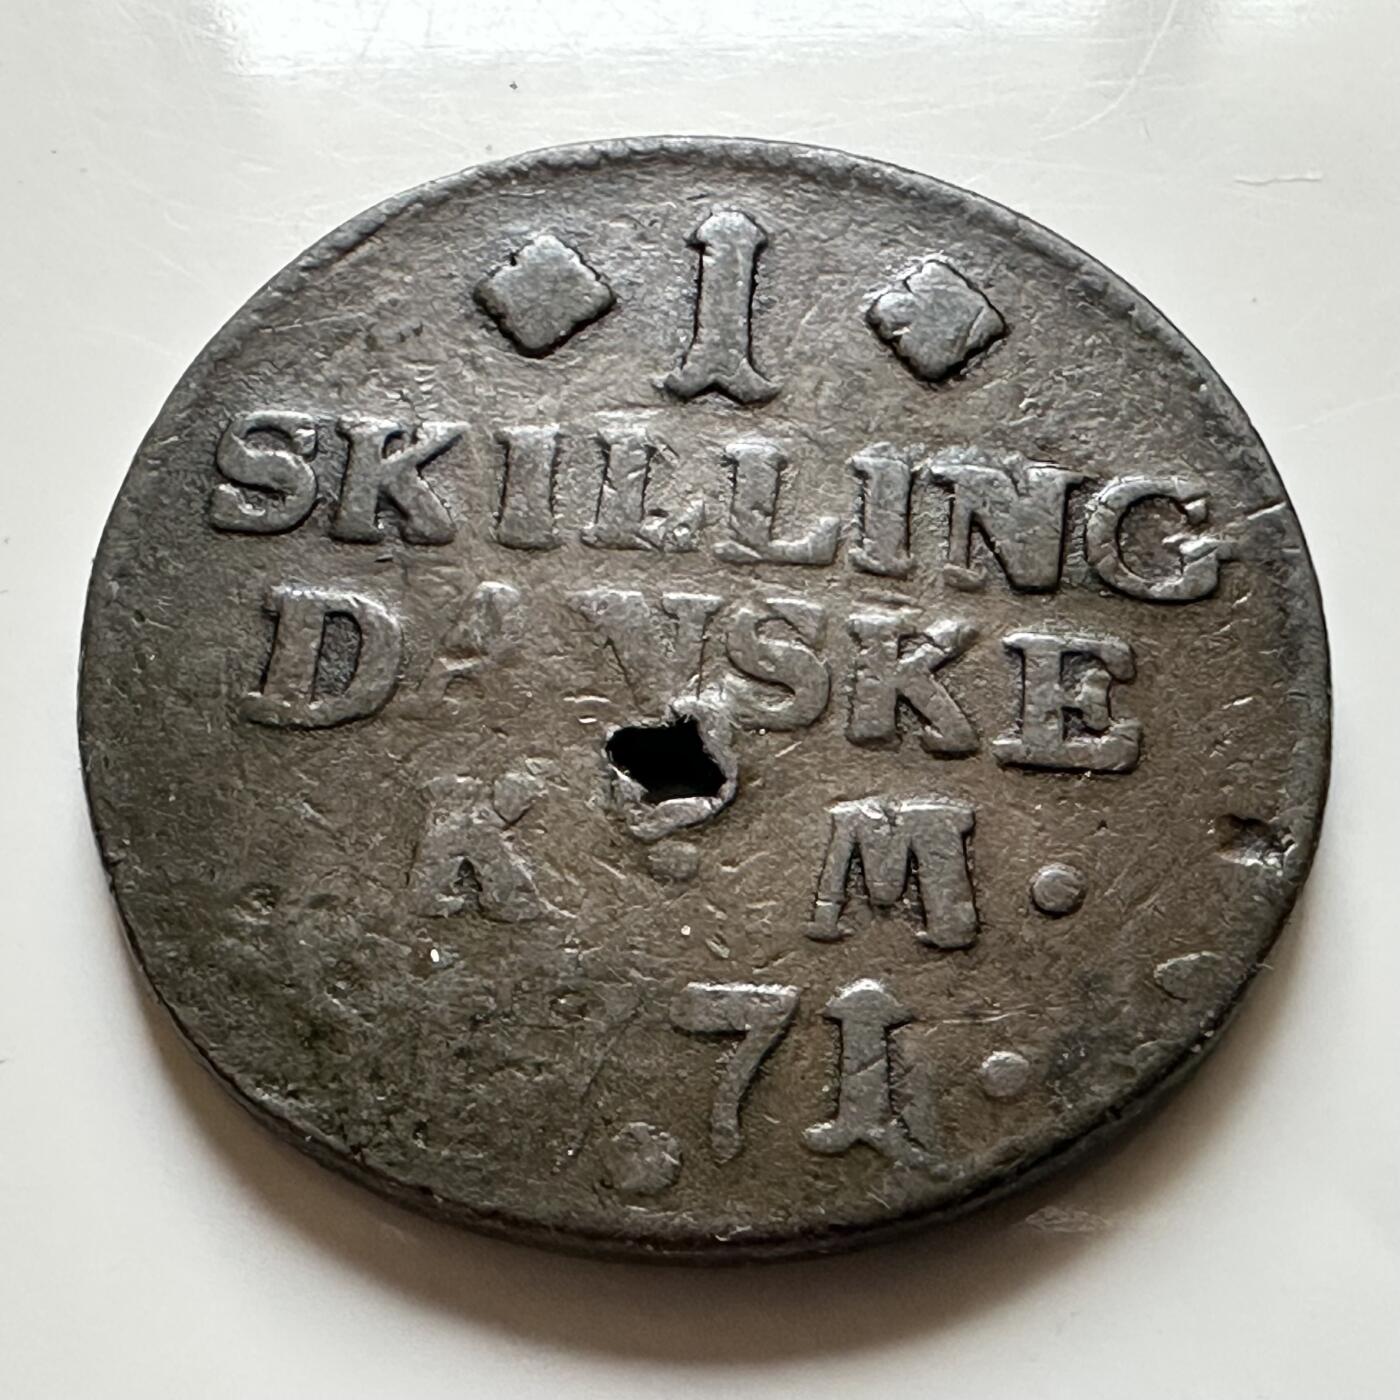 ◆ 1 ◆
SKILLING
DANSKE
K · M ·
71 ·